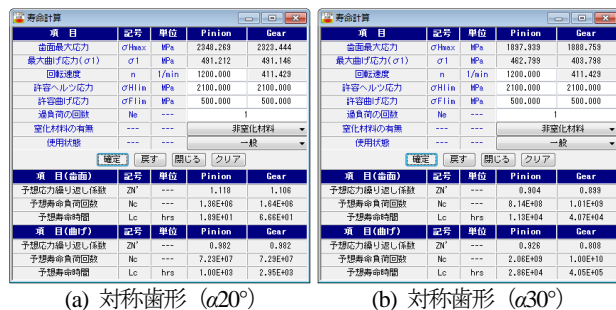 寿命計算
項　目 記号 単位 Pinion Gear
歯面最大応力 σHmax MPa 2348.269 2323.444
最大曲げ応力(σ1) σ1 MPa 491.212 491.146
回転速度 n 1/min 1200.000 411.429
許容ヘルツ応力 σHlim MPa 2100.000 2100.000
許容曲げ応力 σFlim MPa 500.000 500.000
過負荷の回数 Ne --- 1
窒化材料の有無 --- --- 非窒化材料
使用状態 --- --- 一般
確定 戻す 閉じる クリア
項　目(歯面) 記号 単位 Pinion Gear
予想応力繰り返し係数 ZN' --- 1.118 1.106
予想寿命負荷回数 Nc --- 1.36E+06 1.64E+06
予想寿命時間 Lc hrs 1.89E+01 6.66E+01
項　目(曲げ) 記号 単位 Pinion Gear
予想応力繰り返し係数 ZN' --- 0.982 0.982
予想寿命負荷回数 Nc --- 7.23E+07 7.29E+07
予想寿命時間 Lc hrs 1.00E+03 2.95E+03
(a) 対称歯形（α20°）
寿命計算
項　目 記号 単位 Pinion Gear
歯面最大応力 σHmax MPa 1897.939 1888.759
最大曲げ応力(σ1) σ1 MPa 462.799 403.798
回転速度 n 1/min 1200.000 411.429
許容ヘルツ応力 σHlim MPa 2100.000 2100.000
許容曲げ応力 σFlim MPa 500.000 500.000
過負荷の回数 Ne --- 1
窒化材料の有無 --- --- 非窒化材料
使用状態 --- --- 一般
確定 戻す 閉じる クリア
項　目(歯面) 記号 単位 Pinion Gear
予想応力繰り返し係数 ZN' --- 0.904 0.899
予想寿命負荷回数 Nc --- 8.14E+08 1.01E+09
予想寿命時間 Lc hrs 1.13E+04 4.07E+04
項　目(曲げ) 記号 単位 Pinion Gear
予想応力繰り返し係数 ZN' --- 0.926 0.808
予想寿命負荷回数 Nc --- 2.06E+09 1.00E+10
予想寿命時間 Lc hrs 2.86E+04 4.05E+05
(b) 対称歯形（α30°）